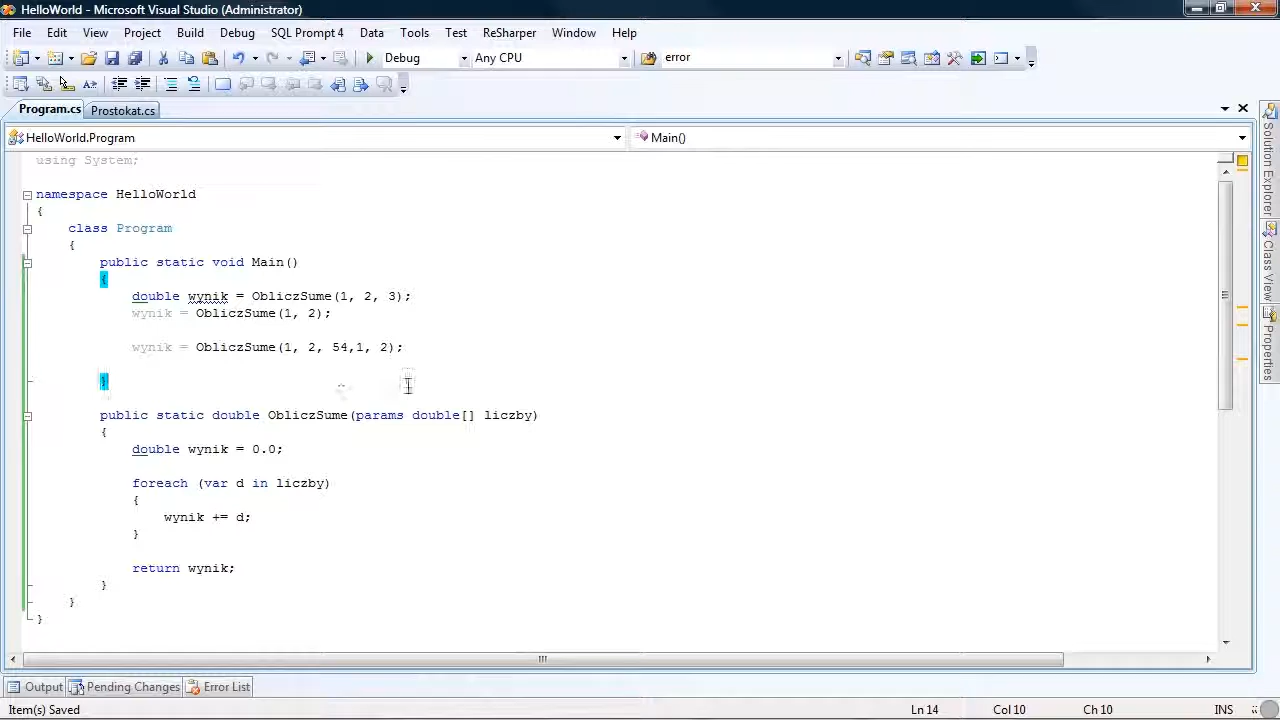 HelloWorld - Microsoft Visual Studio (Administrator)
File Edit View Project Build Debug SQL Prompt 4 Data Tools Test ReSharper Window Help
Debug Any CPU error
Program.cs Prostokat.cs
HelloWorld.Program Main()
using System;
namespace HelloWorld
{
class Program
{
public static void Main()
{
double wynik = ObliczSume(1, 2, 3);
wynik = ObliczSume(1, 2);
wynik = ObliczSume(1, 2, 54,1, 2);
}
public static double ObliczSume(params double[] liczby)
{
double wynik = 0.0;
foreach (var d in liczby)
{
wynik += d;
}
return wynik;
}
}
}
Solution Explorer
Class View
Properties
Output Pending Changes Error List
Item(s) Saved Ln 14 Col 10 Ch 10 INS